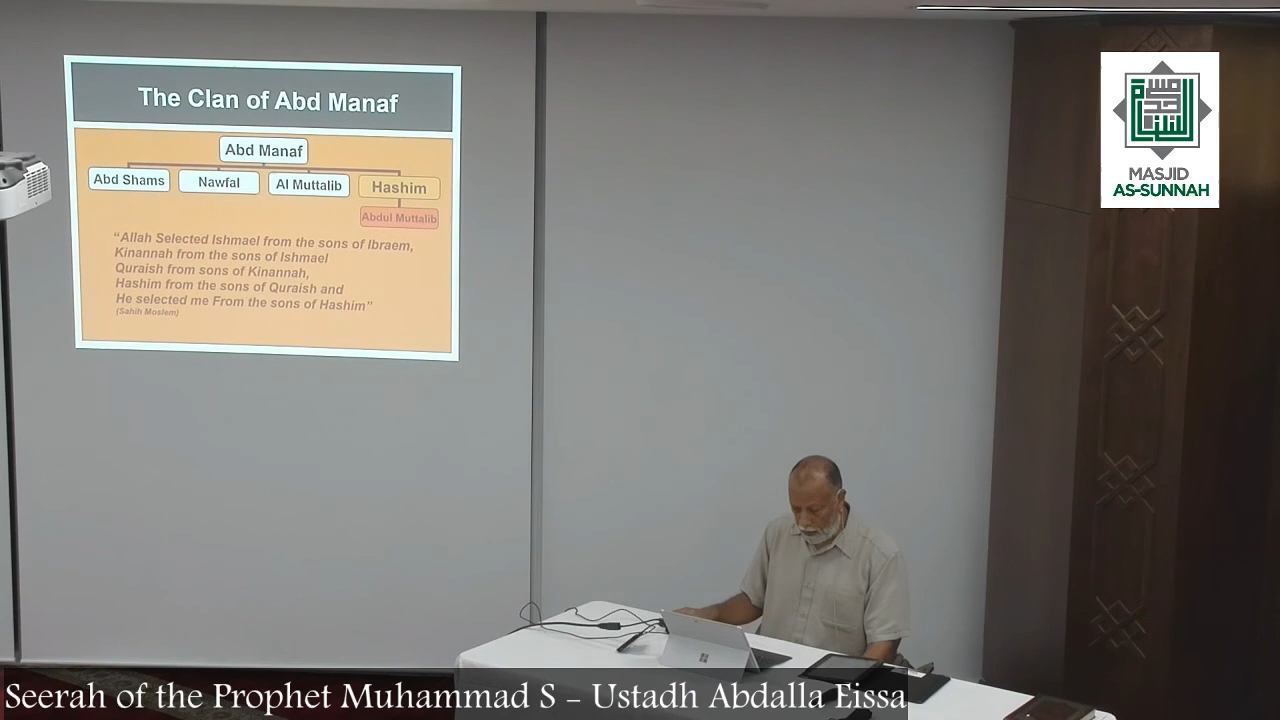 The Clan of Abd Manaf
Abd Manaf
Abd Shams
Nawfal
Al Muttalib
Hashim
Abdul Muttalib
“Allah Selected Ishmael from the sons of Ibraem,
Kinannah from the sons of Ishmael
Quraish from sons of Kinannah,
Hashim from the sons of Quraish and
He selected me From the sons of Hashim”
(Sahih Moslem)
MASJID
AS-SUNNAH
Seerah of the Prophet Muhammad S – Ustadh Abdalla Eissa